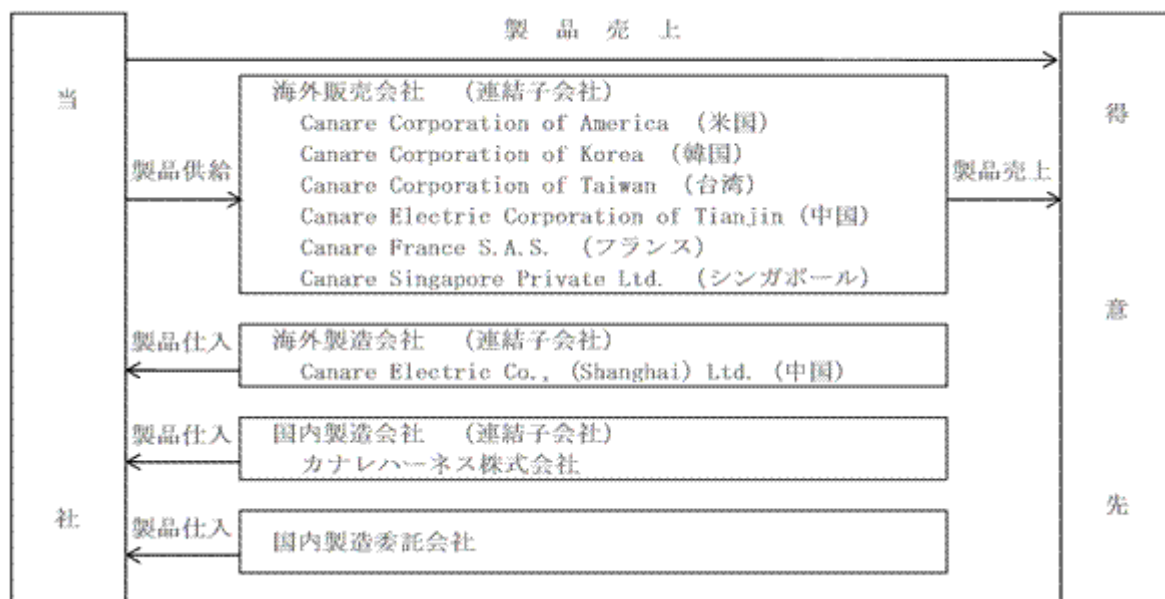 製品売上
当社
海外販売会社 （連結子会社）
Canare Corporation of America （米国）
Canare Corporation of Korea （韓国）
Canare Corporation of Taiwan （台湾）
Canare Electric Corporation of Tianjin （中国）
Canare France S.A.S. （フランス）
Canare Singapore Private Ltd. （シンガポール）
製品供給
製品売上
得意先
製品仕入
海外製造会社 （連結子会社）
Canare Electric Co., (Shanghai) Ltd. （中国）
製品仕入
国内製造会社 （連結子会社）
カナレハーネス株式会社
製品仕入
国内製造委託会社